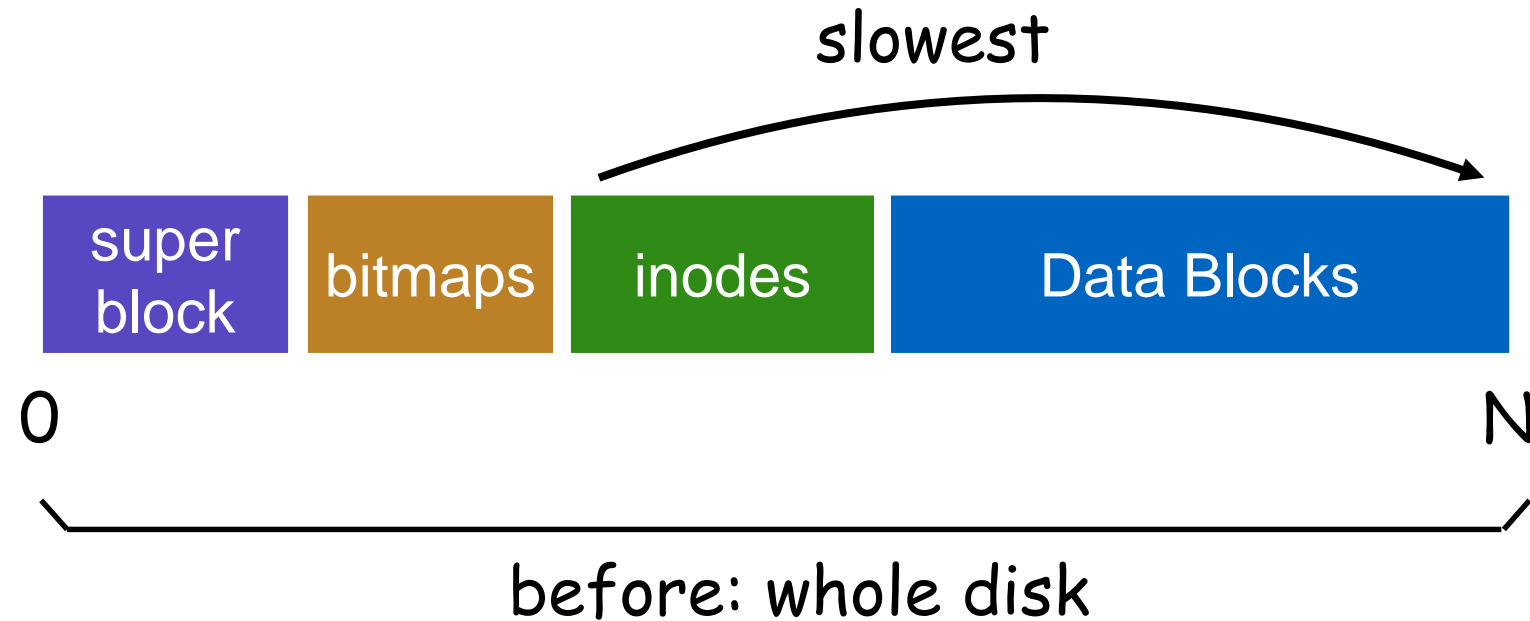 slowest
super
block
bitmaps
inodes
Data Blocks
0
N
before: whole disk